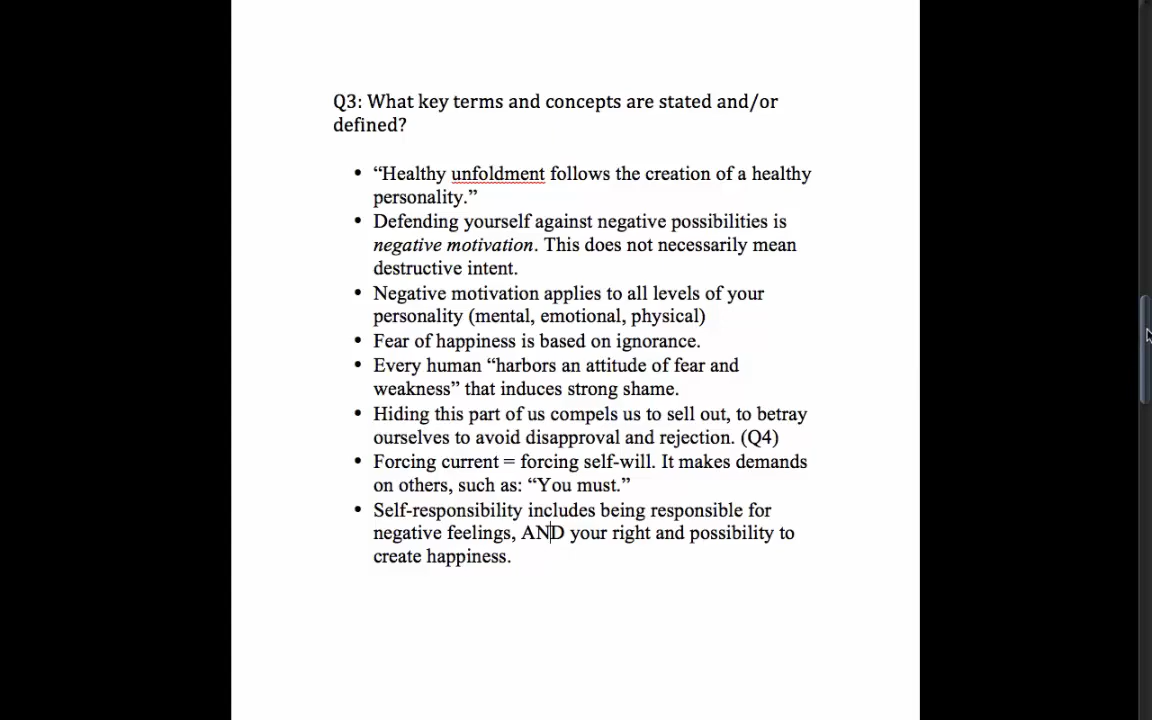 Q3: What key terms and concepts are stated and/or
defined?
• “Healthy unfoldment follows the creation of a healthy
personality.”
• Defending yourself against negative possibilities is
negative motivation. This does not necessarily mean
destructive intent.
• Negative motivation applies to all levels of your
personality (mental, emotional, physical)
• Fear of happiness is based on ignorance.
• Every human “harbors an attitude of fear and
weakness” that induces strong shame.
• Hiding this part of us compels us to sell out, to betray
ourselves to avoid disapproval and rejection. (Q4)
• Forcing current = forcing self-will. It makes demands
on others, such as: “You must.”
• Self-responsibility includes being responsible for
negative feelings, AND your right and possibility to
create happiness.